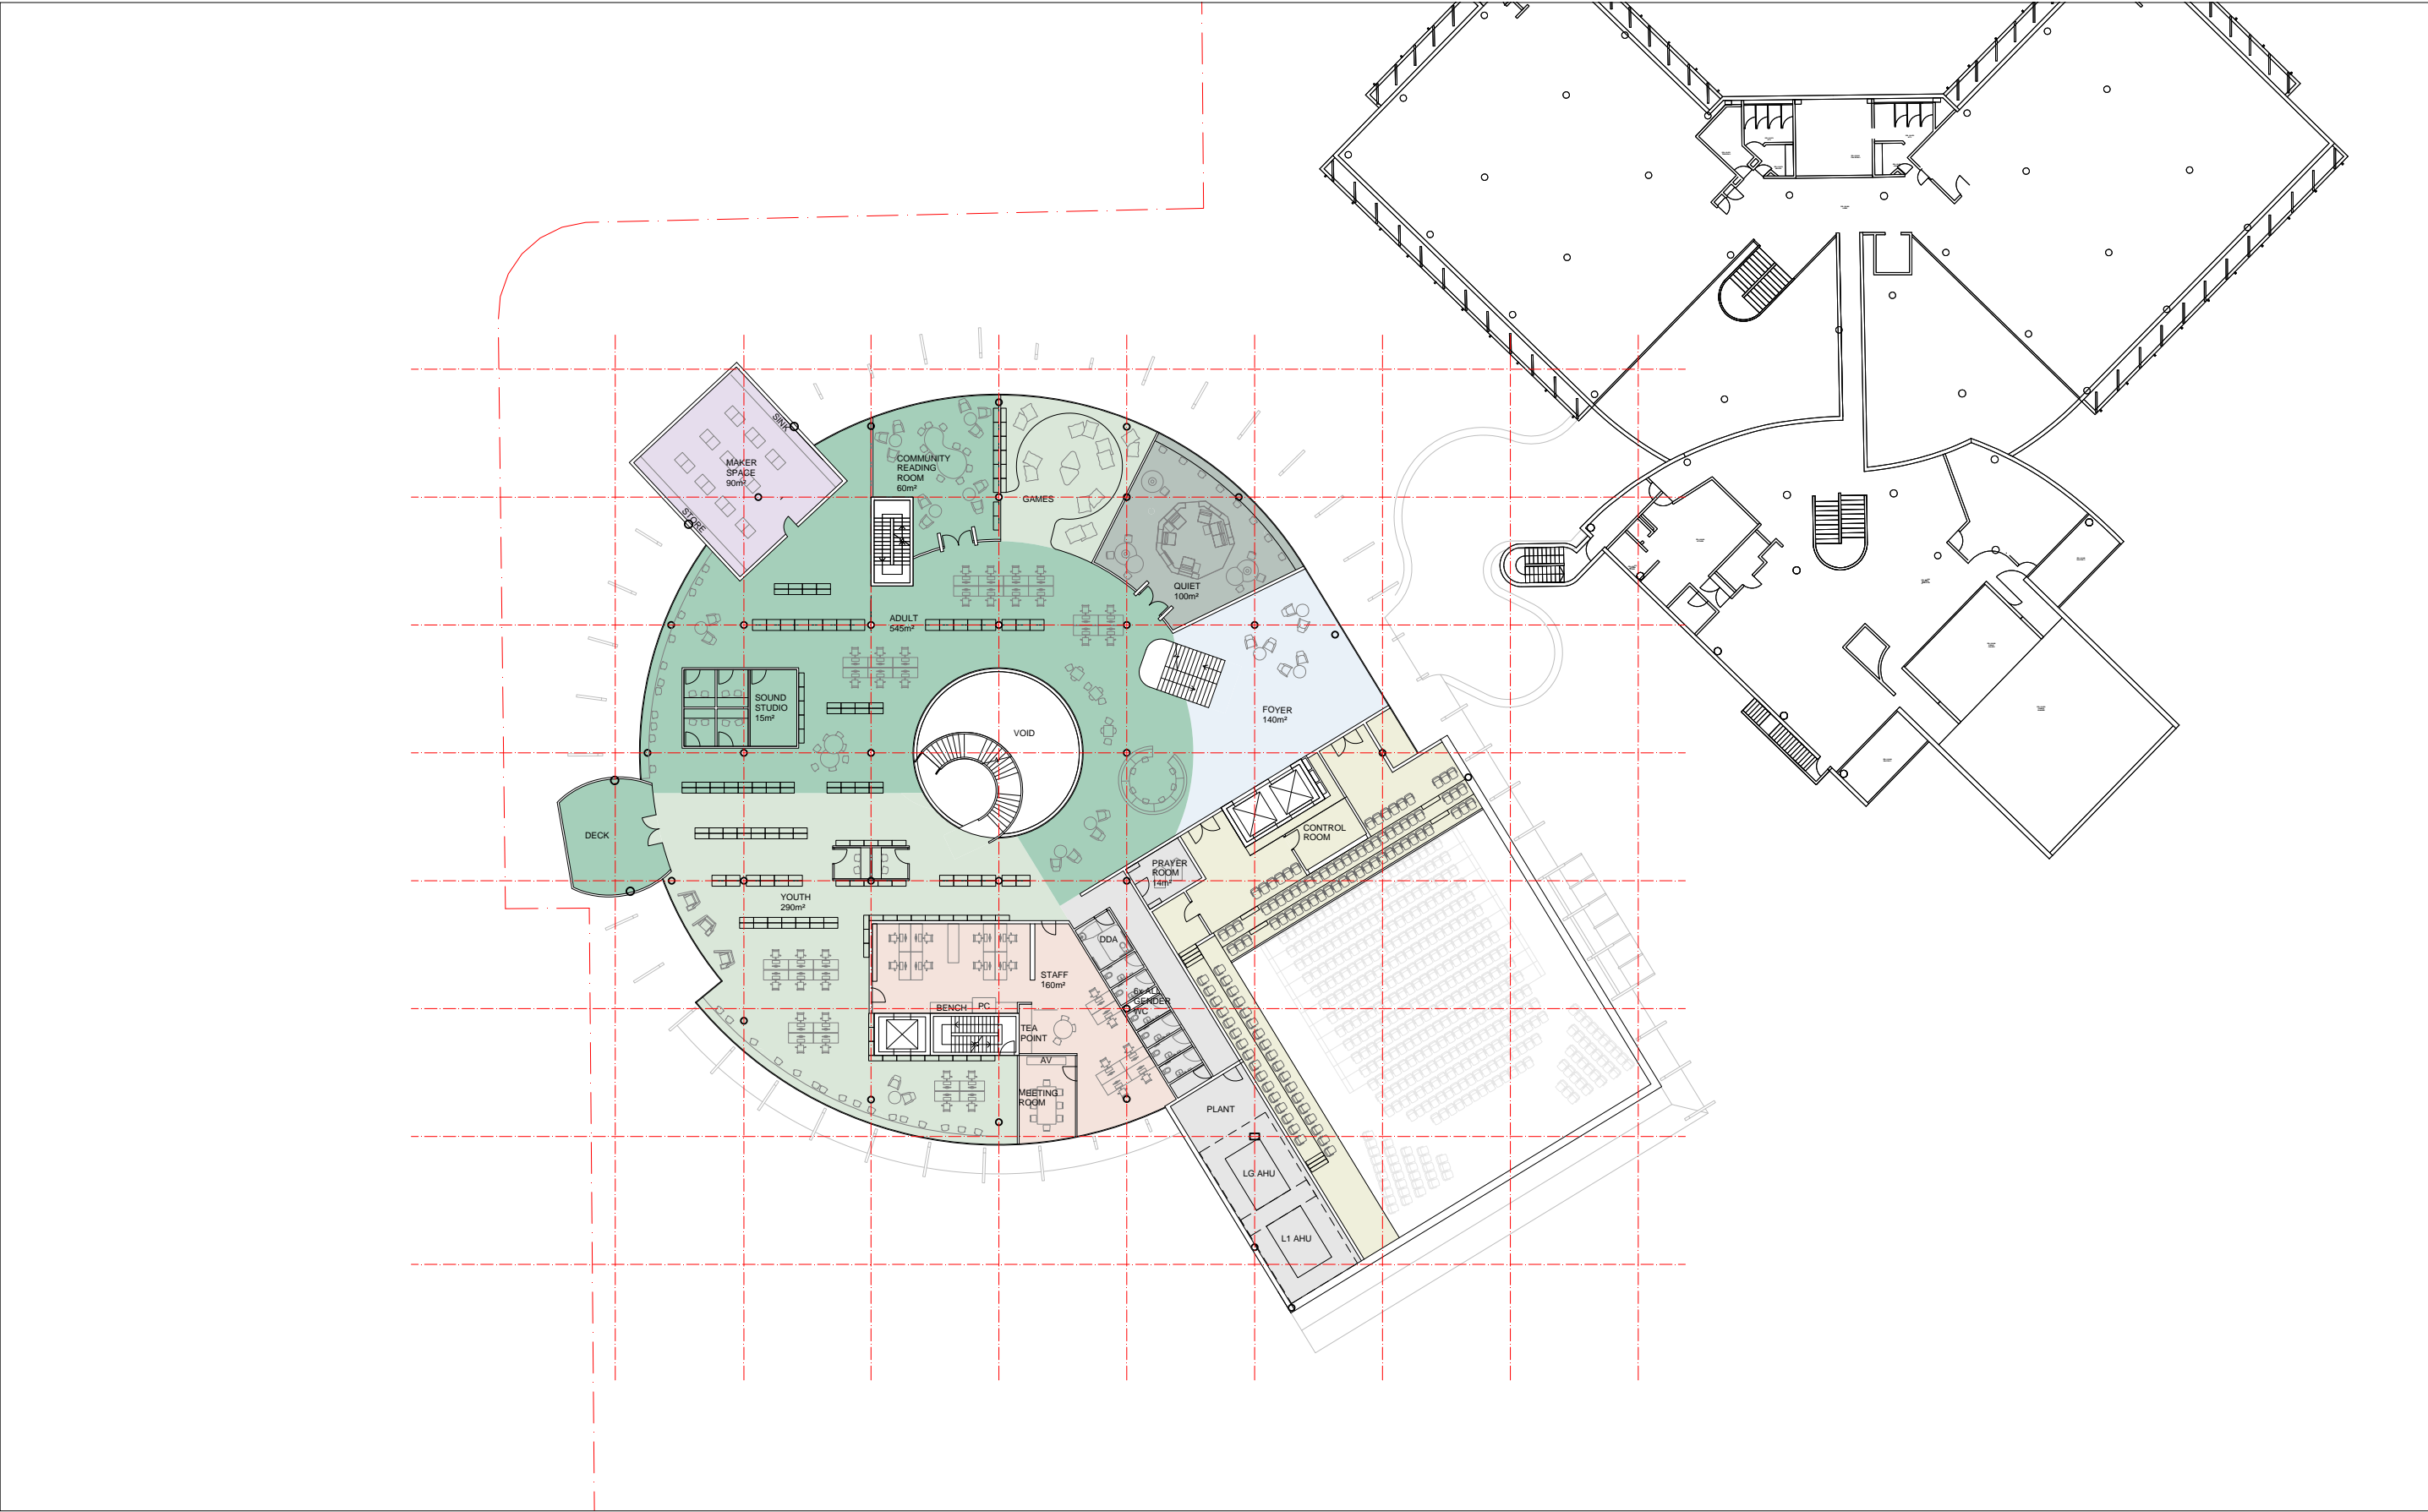 SINK
MAKER
SPACE
90m²
STORE
COMMUNITY
READING
ROOM
60m²
GAMES
QUIET
100m²
ADULT
545m²
SOUND
STUDIO
15m²
VOID
FOYER
140m²
DECK
CONTROL
ROOM
PRAYER
ROOM
14m²
YOUTH
290m²
DDA
STAFF
160m²
6x ALL
GENDER
WC
BENCH
PC
TEA
POINT
AV
MEETING
ROOM
PLANT
LG AHU
L1 AHU